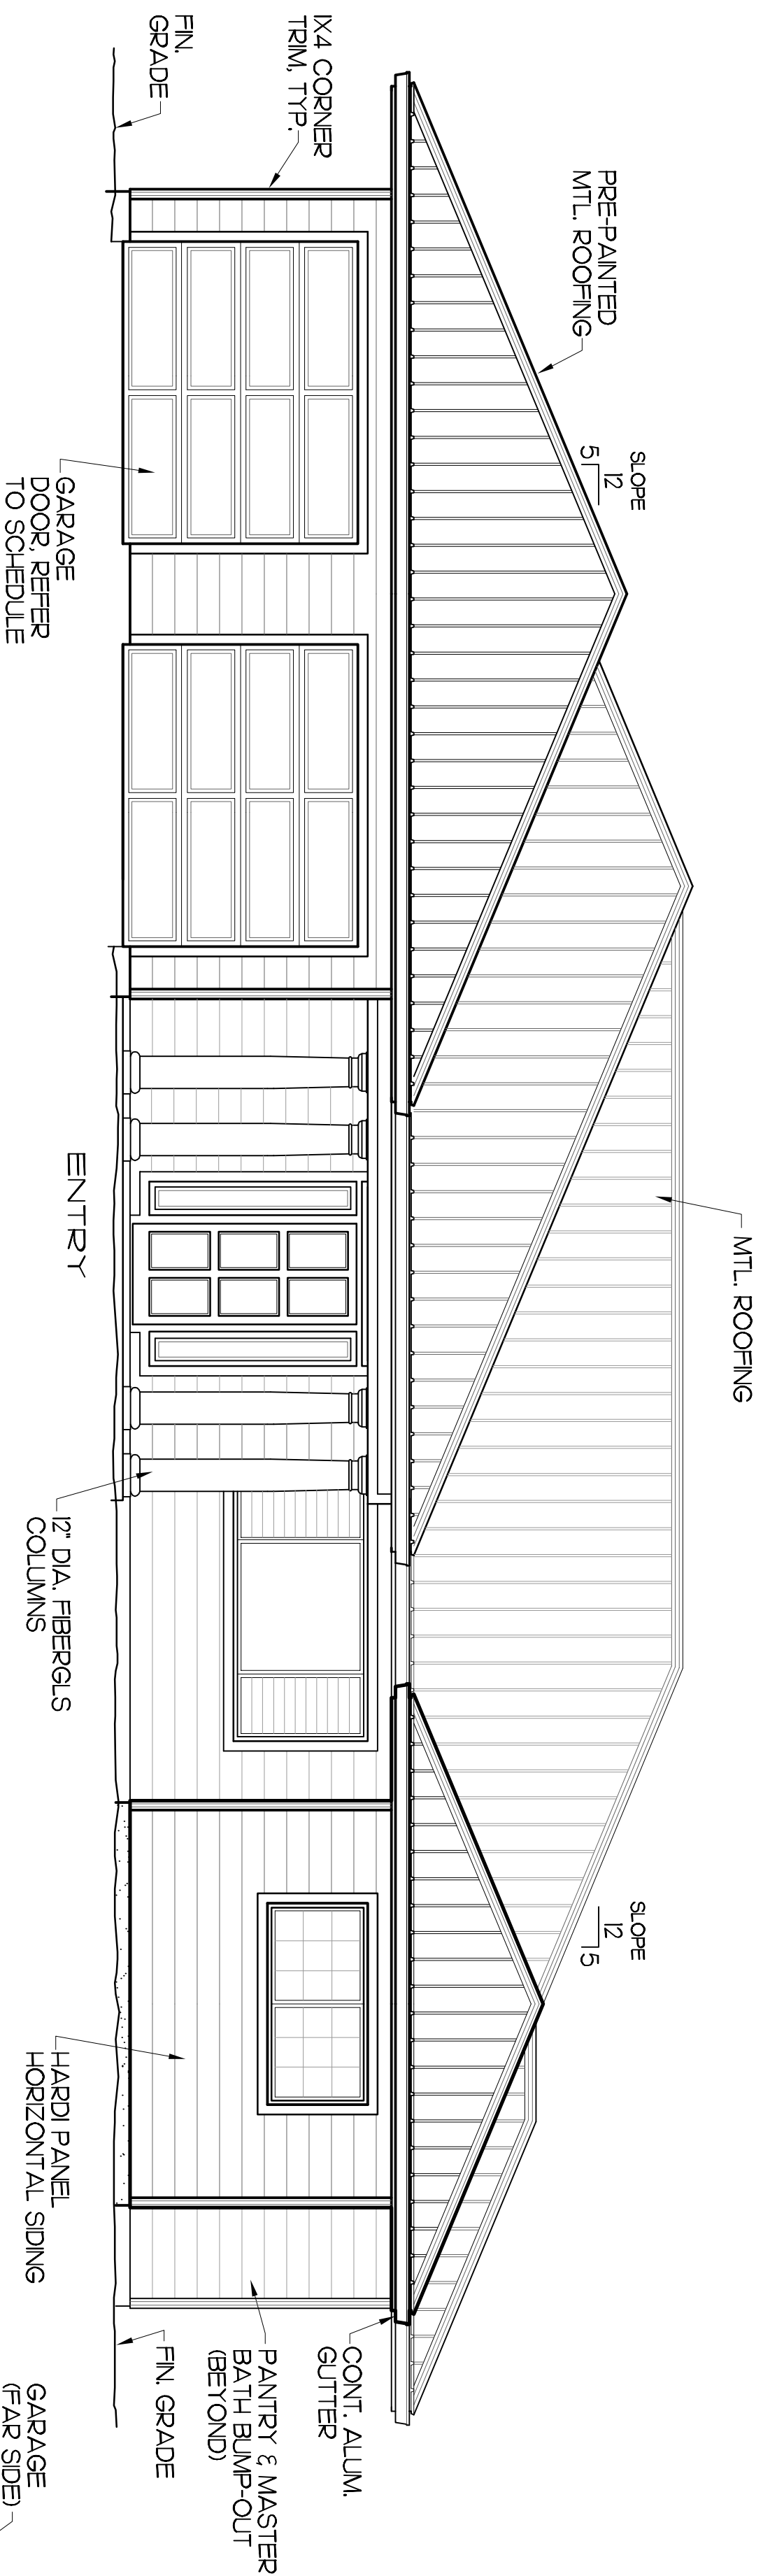 MTL. ROOFING
PRE-PAINTED
MTL. ROOFING
SLOPE
12
5
SLOPE
12
5
1X4 CORNER
TRIM, TYP.
FIN.
GRADE
GARAGE
DOOR, REFER
TO SCHEDULE
ENTRY
12" DIA. FIBERGLS
COLUMNS
HARDI PANEL
HORIZONTAL SIDING
CONT. ALUM.
GUTTER
PANTRY & MASTER
BATH BUMP-OUT
(BEYOND)
FIN. GRADE
GARAGE
(FAR SIDE)